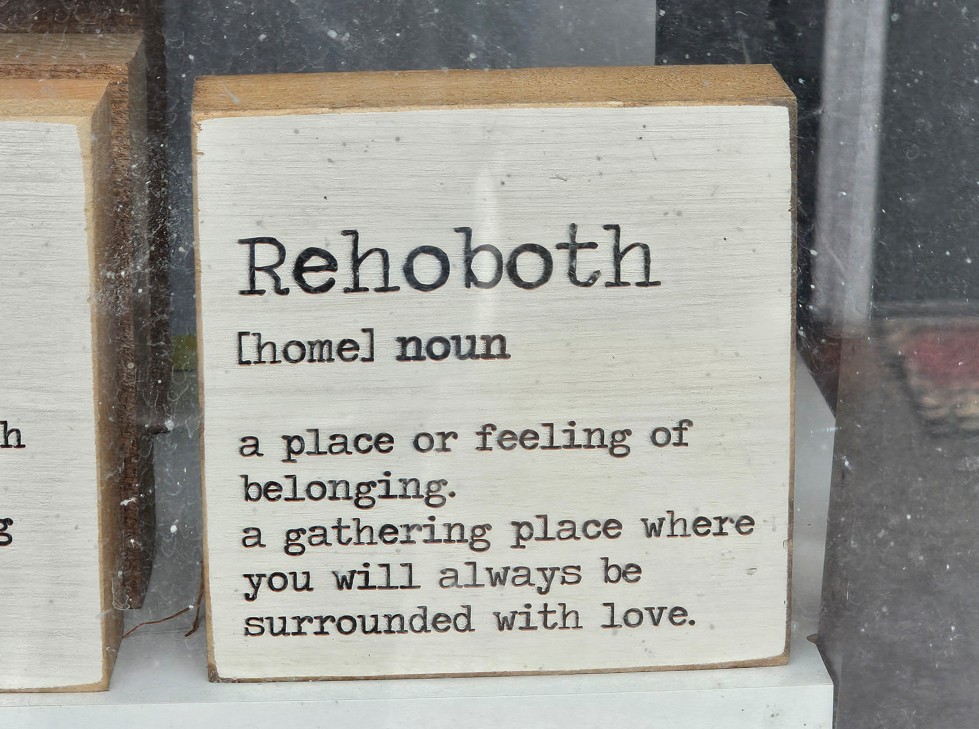 Rehoboth
[home] noun
a place or feeling of
belonging.
a gathering place where
you will always be
surrounded with love.